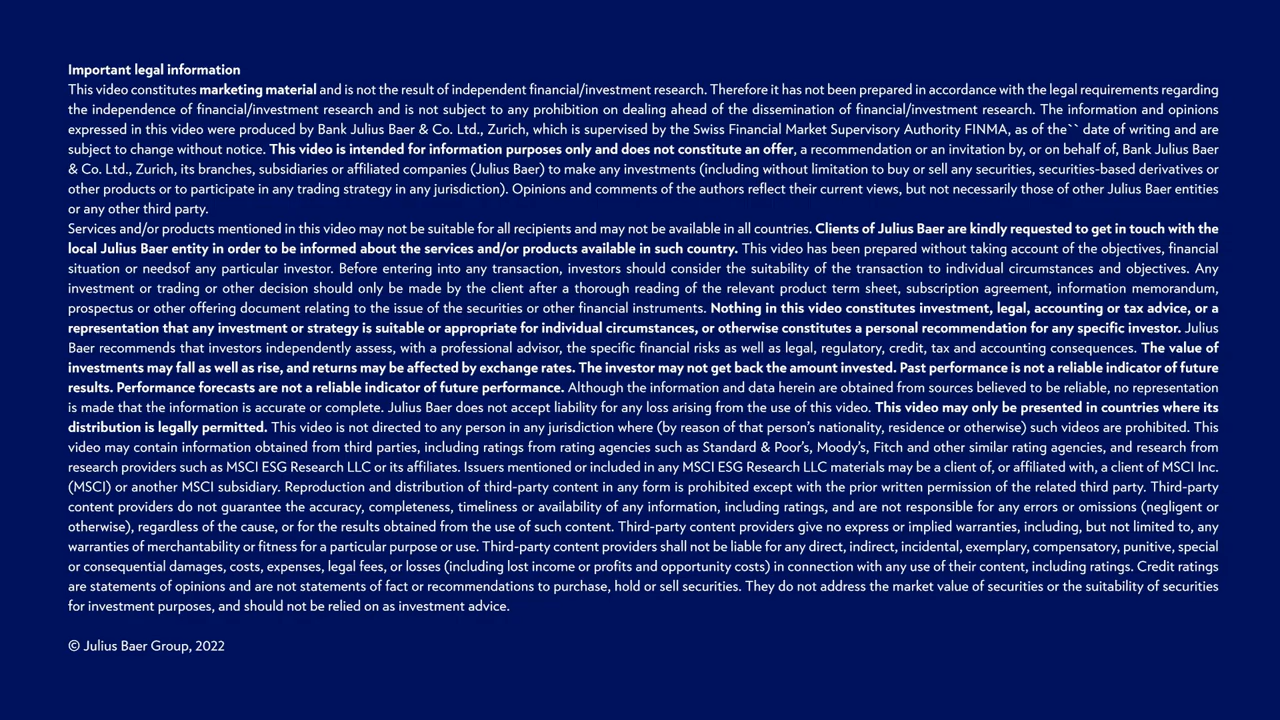 Important legal information
This video constitutes marketing material and is not the result of independent financial/investment research. Therefore it has not been prepared in accordance with the legal requirements regarding
the independence of financial/investment research and is not subject to any prohibition on dealing ahead of the dissemination of financial/investment research. The information and opinions
expressed in this video were produced by Bank Julius Baer & Co. Ltd., Zurich, which is supervised by the Swiss Financial Market Supervisory Authority FINMA, as of the`` date of writing and are
subject to change without notice. This video is intended for information purposes only and does not constitute an offer, a recommendation or an invitation by, or on behalf of, Bank Julius Baer
& Co. Ltd., Zurich, its branches, subsidiaries or affiliated companies (Julius Baer) to make any investments (including without limitation to buy or sell any securities, securities-based derivatives or
other products or to participate in any trading strategy in any jurisdiction). Opinions and comments of the authors reflect their current views, but not necessarily those of other Julius Baer entities
or any other third party.
Services and/or products mentioned in this video may not be suitable for all recipients and may not be available in all countries. Clients of Julius Baer are kindly requested to get in touch with the
local Julius Baer entity in order to be informed about the services and/or products available in such country. This video has been prepared without taking account of the objectives, financial
situation or needsof any particular investor. Before entering into any transaction, investors should consider the suitability of the transaction to individual circumstances and objectives. Any
investment or trading or other decision should only be made by the client after a thorough reading of the relevant product term sheet, subscription agreement, information memorandum,
prospectus or other offering document relating to the issue of the securities or other financial instruments. Nothing in this video constitutes investment, legal, accounting or tax advice, or a
representation that any investment or strategy is suitable or appropriate for individual circumstances, or otherwise constitutes a personal recommendation for any specific investor. Julius
Baer recommends that investors independently assess, with a professional advisor, the specific financial risks as well as legal, regulatory, credit, tax and accounting consequences. The value of
investments may fall as well as rise, and returns may be affected by exchange rates. The investor may not get back the amount invested. Past performance is not a reliable indicator of future
results. Performance forecasts are not a reliable indicator of future performance. Although the information and data herein are obtained from sources believed to be reliable, no representation
is made that the information is accurate or complete. Julius Baer does not accept liability for any loss arising from the use of this video. This video may only be presented in countries where its
distribution is legally permitted. This video is not directed to any person in any jurisdiction where (by reason of that person's nationality, residence or otherwise) such videos are prohibited. This
video may contain information obtained from third parties, including ratings from rating agencies such as Standard & Poor's, Moody's, Fitch and other similar rating agencies, and research from
research providers such as MSCI ESG Research LLC or its affiliates. Issuers mentioned or included in any MSCI ESG Research LLC materials may be a client of, or affiliated with, a client of MSCI Inc.
(MSCI) or another MSCI subsidiary. Reproduction and distribution of third-party content in any form is prohibited except with the prior written permission of the related third party. Third-party
content providers do not guarantee the accuracy, completeness, timeliness or availability of any information, including ratings, and are not responsible for any errors or omissions (negligent or
otherwise), regardless of the cause, or for the results obtained from the use of such content. Third-party content providers give no express or implied warranties, including, but not limited to, any
warranties of merchantability or fitness for a particular purpose or use. Third-party content providers shall not be liable for any direct, indirect, incidental, exemplary, compensatory, punitive, special
or consequential damages, costs, expenses, legal fees, or losses (including lost income or profits and opportunity costs) in connection with any use of their content, including ratings. Credit ratings
are statements of opinions and are not statements of fact or recommendations to purchase, hold or sell securities. They do not address the market value of securities or the suitability of securities
for investment purposes, and should not be relied on as investment advice.
© Julius Baer Group, 2022